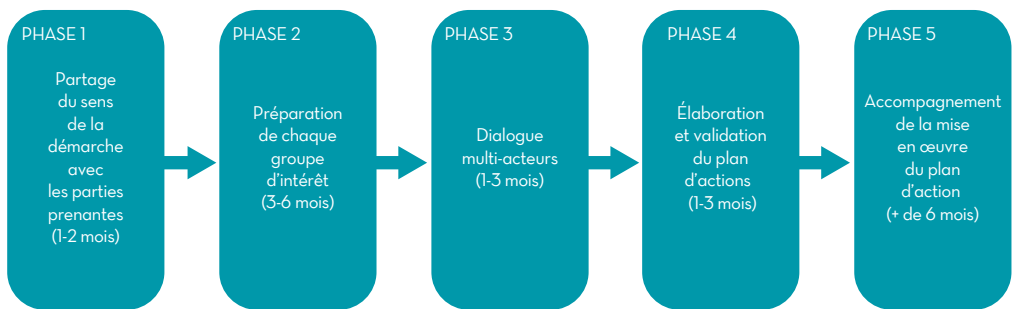 PHASE 1
Partage
du sens
de la
démarche
avec
les parties
prenantes
(1-2 mois)
PHASE 2
Préparation
de chaque
groupe
d'intérêt
(3-6 mois)
PHASE 3
Dialogue
multi-acteurs
(1-3 mois)
PHASE 4
Élaboration
et validation
du plan
d'actions
(1-3 mois)
PHASE 5
Accompagnement
de la mise
en œuvre
du plan
d'action
(+ de 6 mois)